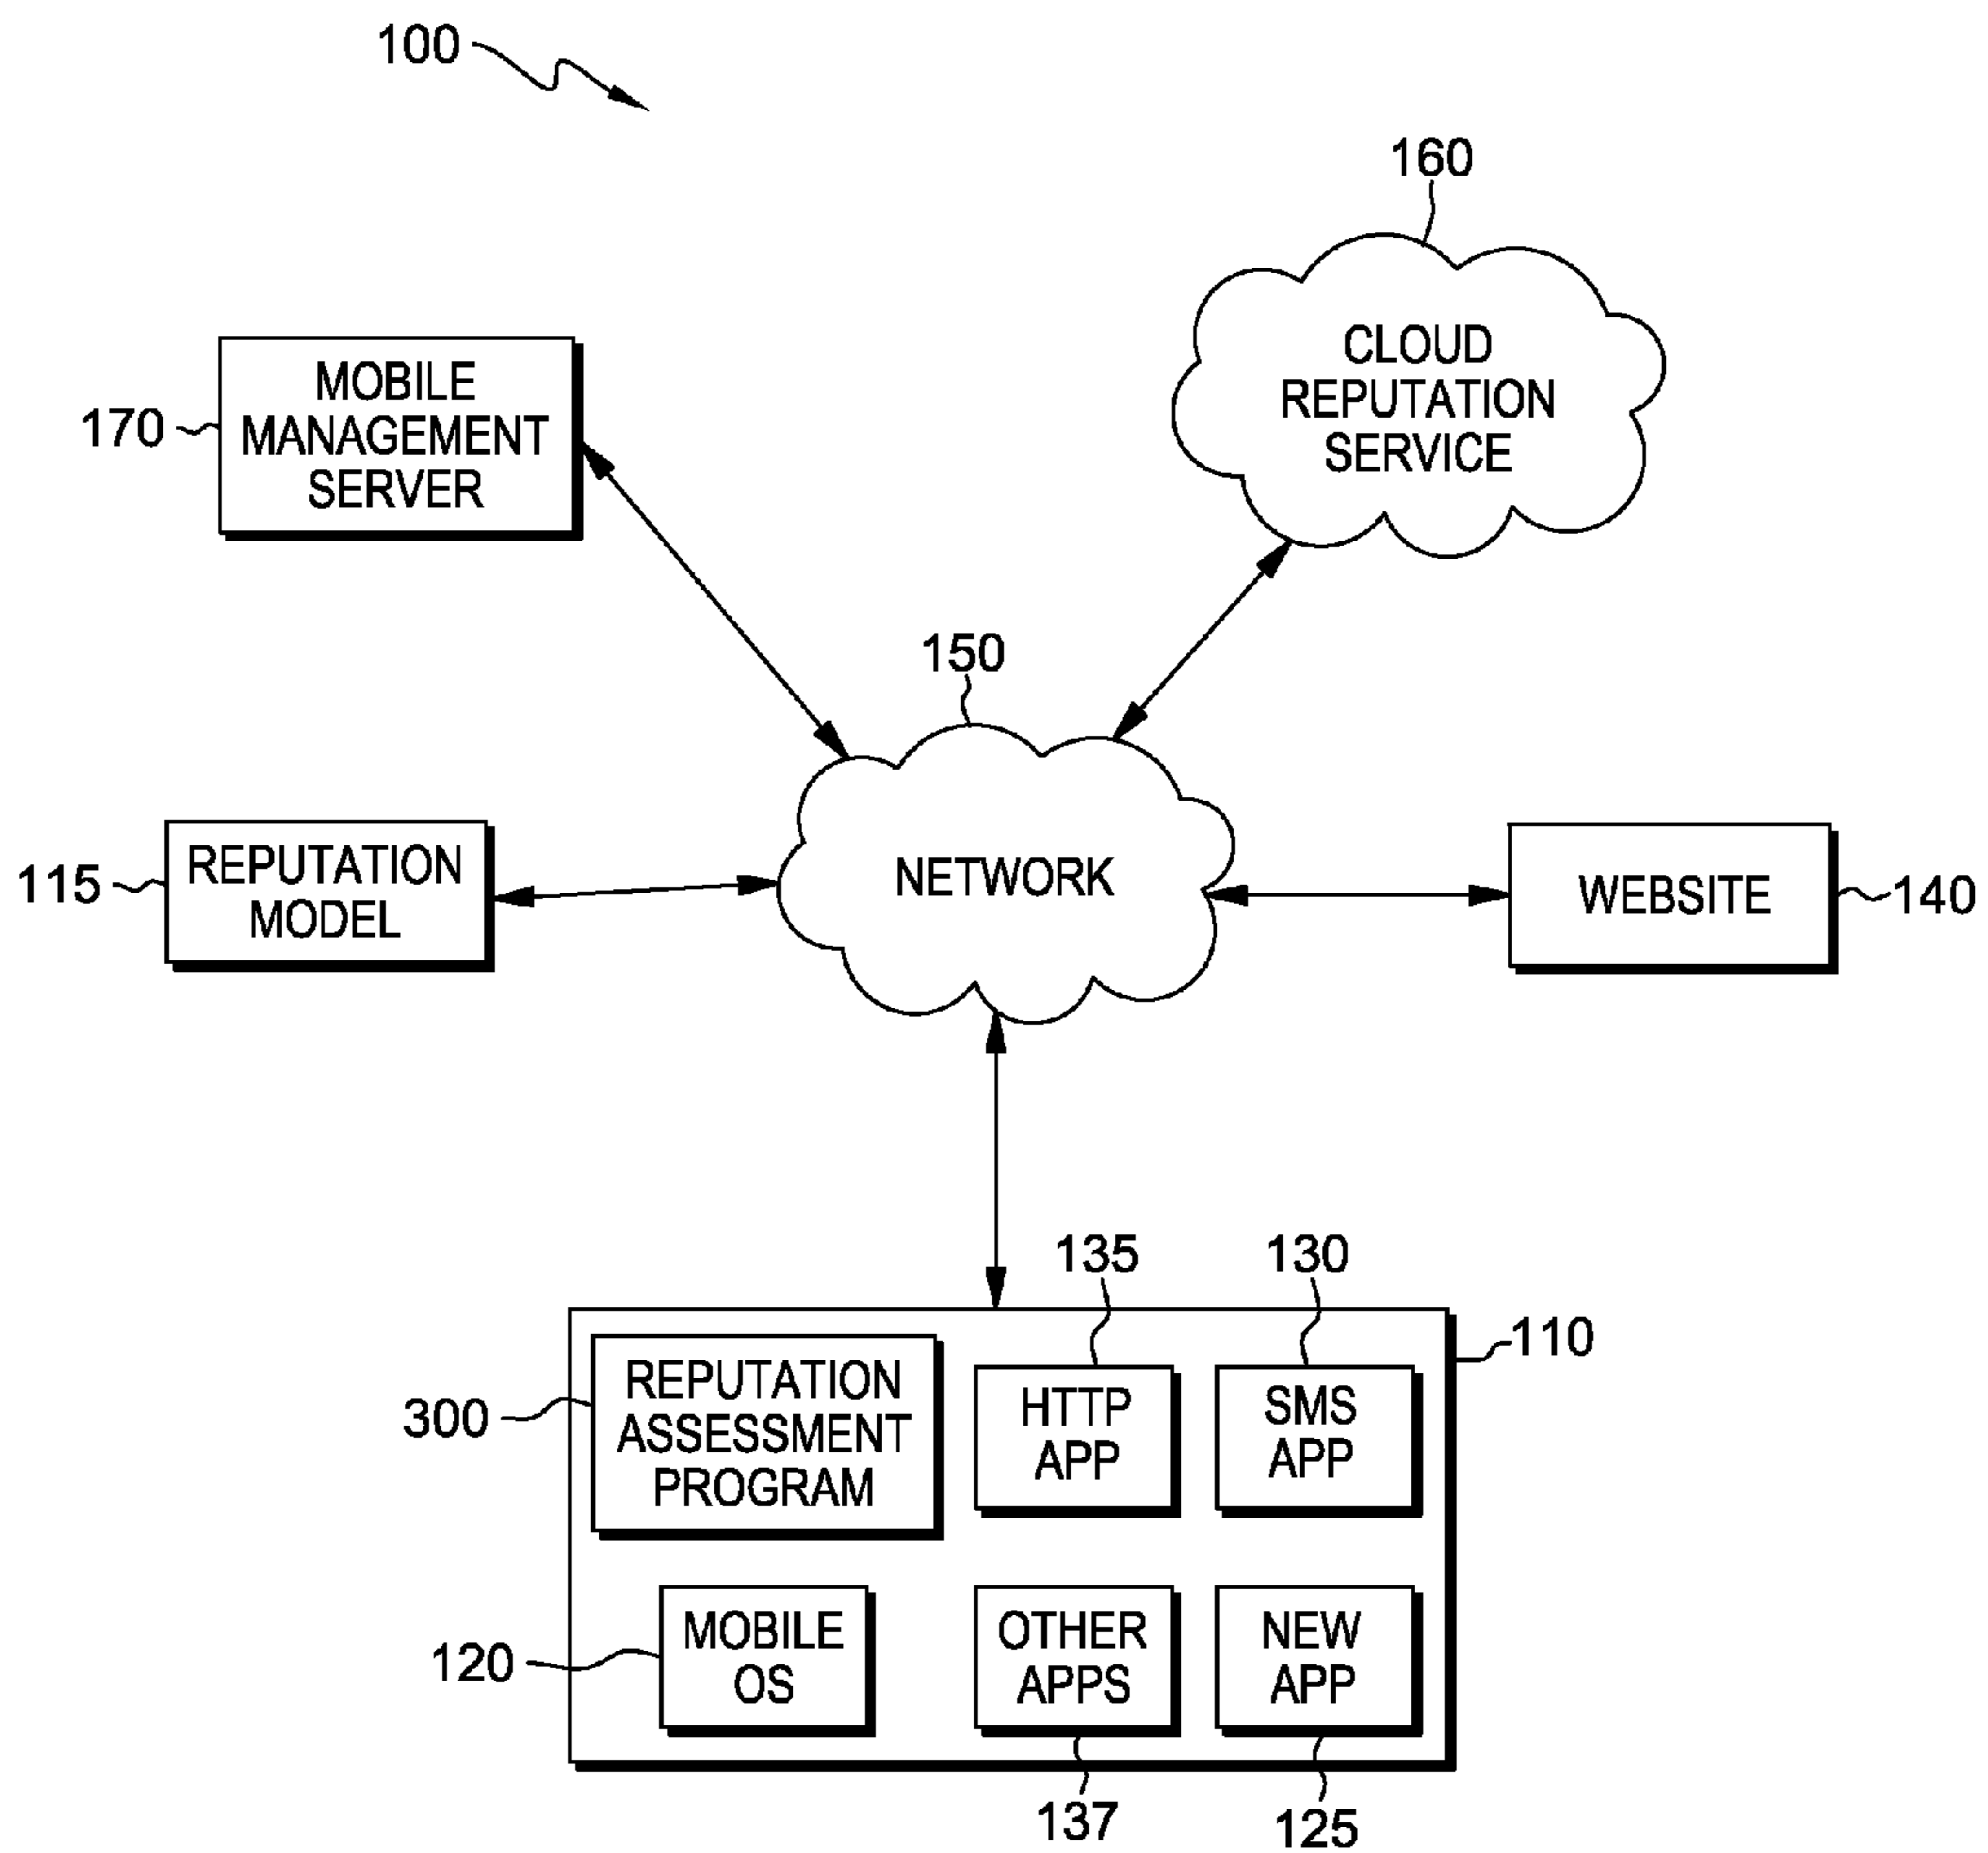 100
160
CLOUD
REPUTATION
SERVICE
MOBILE
MANAGEMENT
SERVER
170
150
NETWORK
REPUTATION
MODEL
115
WEBSITE
140
135
130
110
REPUTATION
ASSESSMENT
PROGRAM
300
HTTP
APP
SMS
APP
MOBILE
OS
120
OTHER
APPS
NEW
APP
137
125